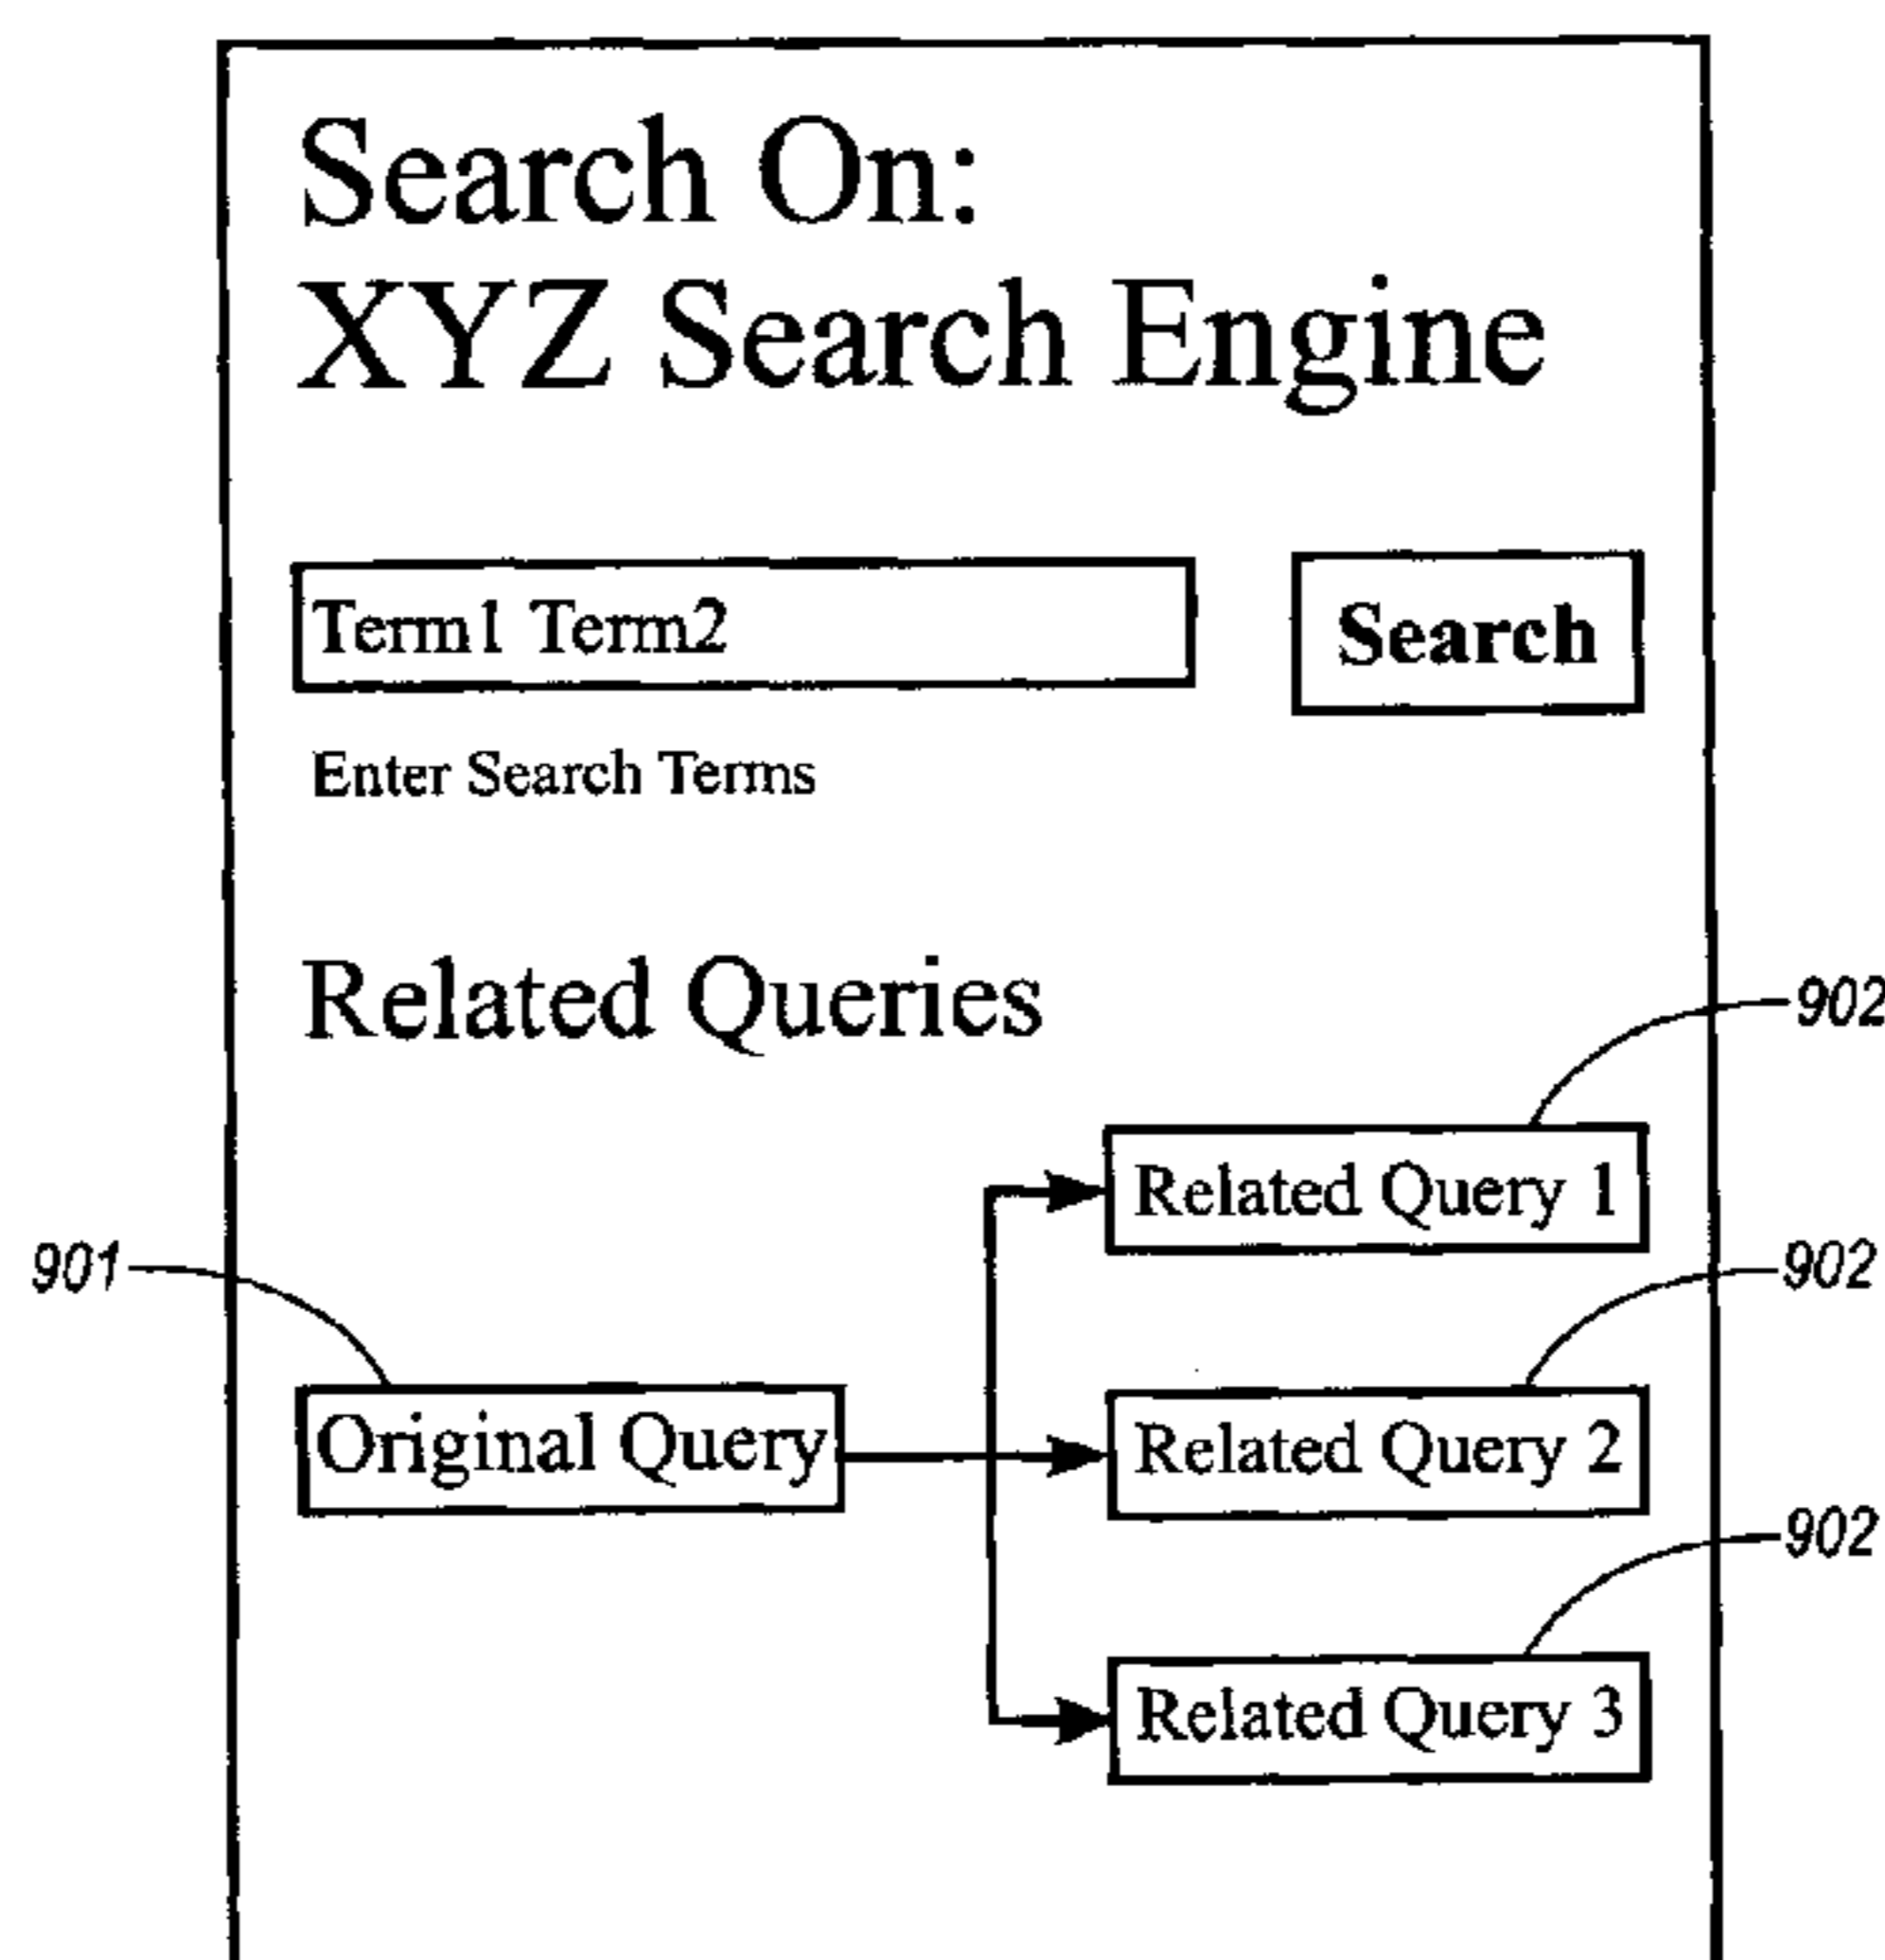 Search On:
XYZ Search Engine
Term1 Term2
Search
Enter Search Terms
Related Queries
902
Related Query 1
901
902
Original Query
Related Query 2
902
Related Query 3